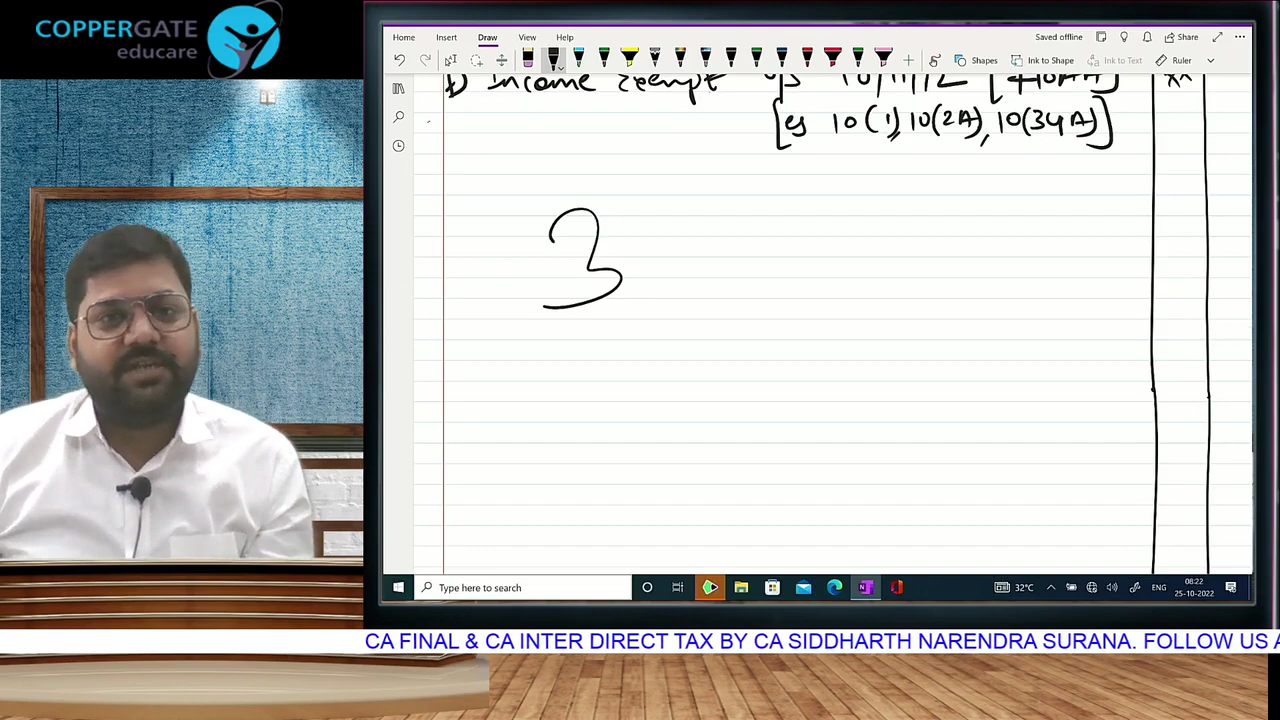 COPPERGATE
educare
Home Insert Draw View Help
Saved offline
Share
Shapes
Ink to Shape
Ink to Text
Ruler
Income exempt
[eg 10(1), 10(2A), 10(34A)]
3
Type here to search
32°C
ENG
08:22
25-10-2022
CA FINAL & CA INTER DIRECT TAX BY CA SIDDHARTH NARENDRA SURANA. FOLLOW US A